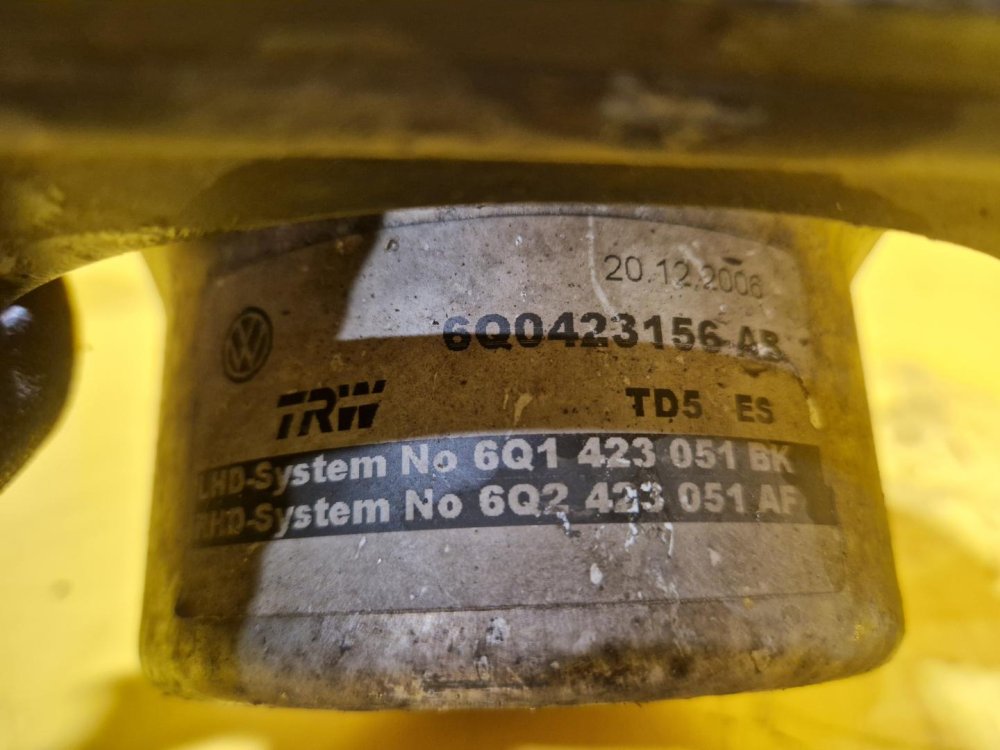 20.12.2006
6Q0423156 AB
TRW TD5 ES
LHD-System No 6Q1 423 051 BK
RHD-System No 6Q2 423 051 AF